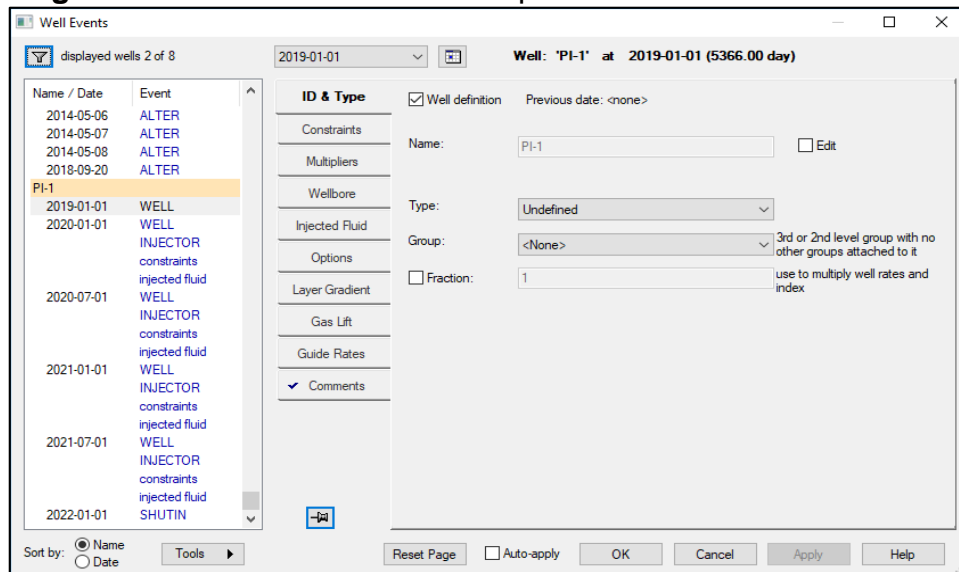 Well Events
displayed wells 2 of 8
2019-01-01
Well: 'PI-1' at 2019-01-01 (5366.00 day)
Name / Date Event
2014-05-06 ALTER
2014-05-07 ALTER
2014-05-08 ALTER
2018-09-20 ALTER
PI-1
2019-01-01 WELL
2020-01-01 WELL
INJECTOR
constraints
injected fluid
2020-07-01 WELL
INJECTOR
constraints
injected fluid
2021-01-01 WELL
INJECTOR
constraints
injected fluid
2021-07-01 WELL
INJECTOR
constraints
injected fluid
2022-01-01 SHUTIN
ID & Type
Constraints
Multipliers
Wellbore
Injected Fluid
Options
Layer Gradient
Gas Lift
Guide Rates
Comments
Well definition Previous date: <none>
Name: PI-1 Edit
Type: Undefined
Group: <None> 3rd or 2nd level group with no
other groups attached to it
Fraction: 1 use to multiply well rates and
index
Sort by: Name
Date
Tools
Reset Page Auto-apply OK Cancel Apply Help